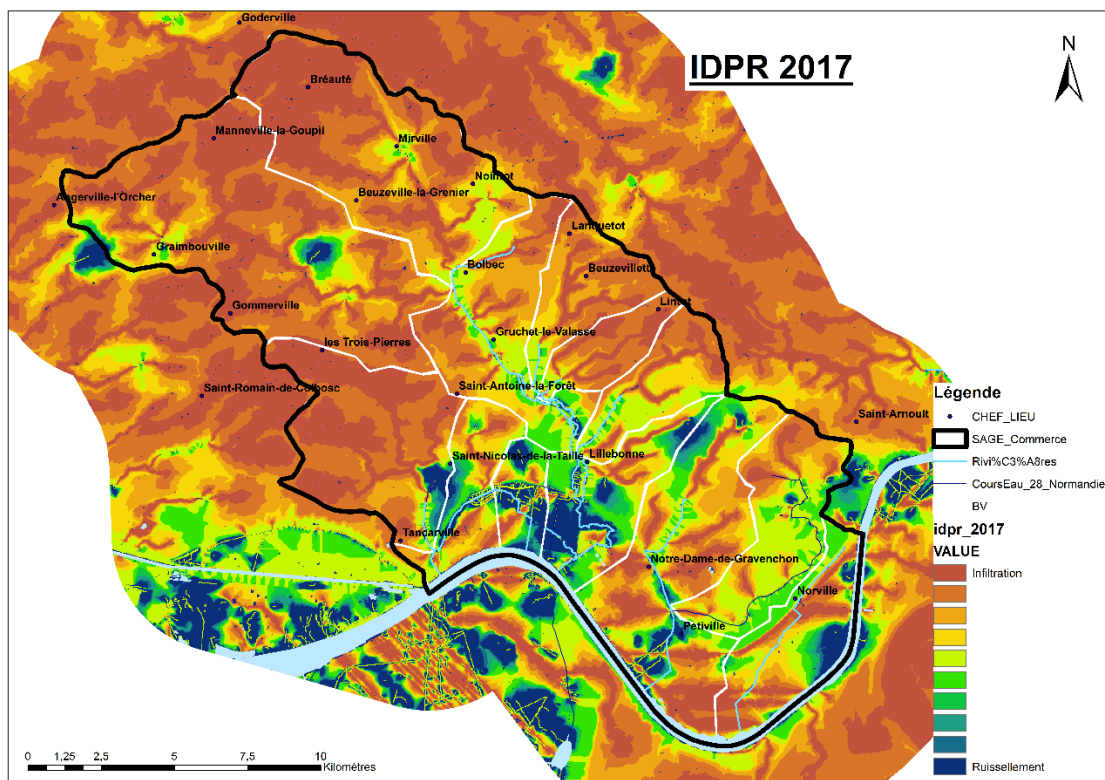 Goderville
IDPR 2017
N
Bréauté
Manneville-la-Goupil
Mirville
Nointot
Beuzeville-la-Grenier
Angerville-l'Orcher
Lanquetot
Graimbouville
Bolbec
Beuzevillette
Lintot
Gommerville
Gruchet-le-Valasse
les Trois-Pierres
Saint-Romain-de-Colbosc
Saint-Antoine-la-Forêt
Saint-Arnoult
Saint-Nicolas-de-la-Taille
Lillebonne
Tancarville
Notre-Dame-de-Gravenchon
Norville
Petiville
Légende
CHEF_LIEU
SAGE_Commerce
Rivi%C3%A8res
CoursEau_28_Normandie
BV
idpr_2017
VALUE
Infiltration
Ruissellement
0 1,25 2,5 5 7,5 10
Kilomètres